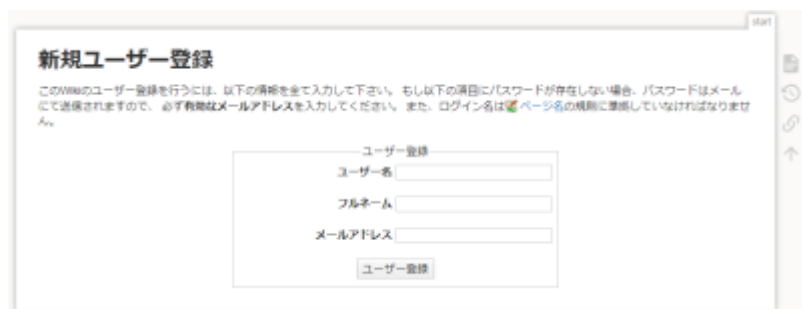 start
新規ユーザー登録
このWikiのユーザー登録を行うには、以下の情報を全て入力して下さい。 もし以下の項目にパスワードが存在しない場合、パスワードはメール
にて送信されますので、 必ず有効なメールアドレスを入力してください。 また、ログイン名は ページ名の規則に準拠していなければなりませ
ん。
ユーザー登録
ユーザー名
フルネーム
メールアドレス
ユーザー登録